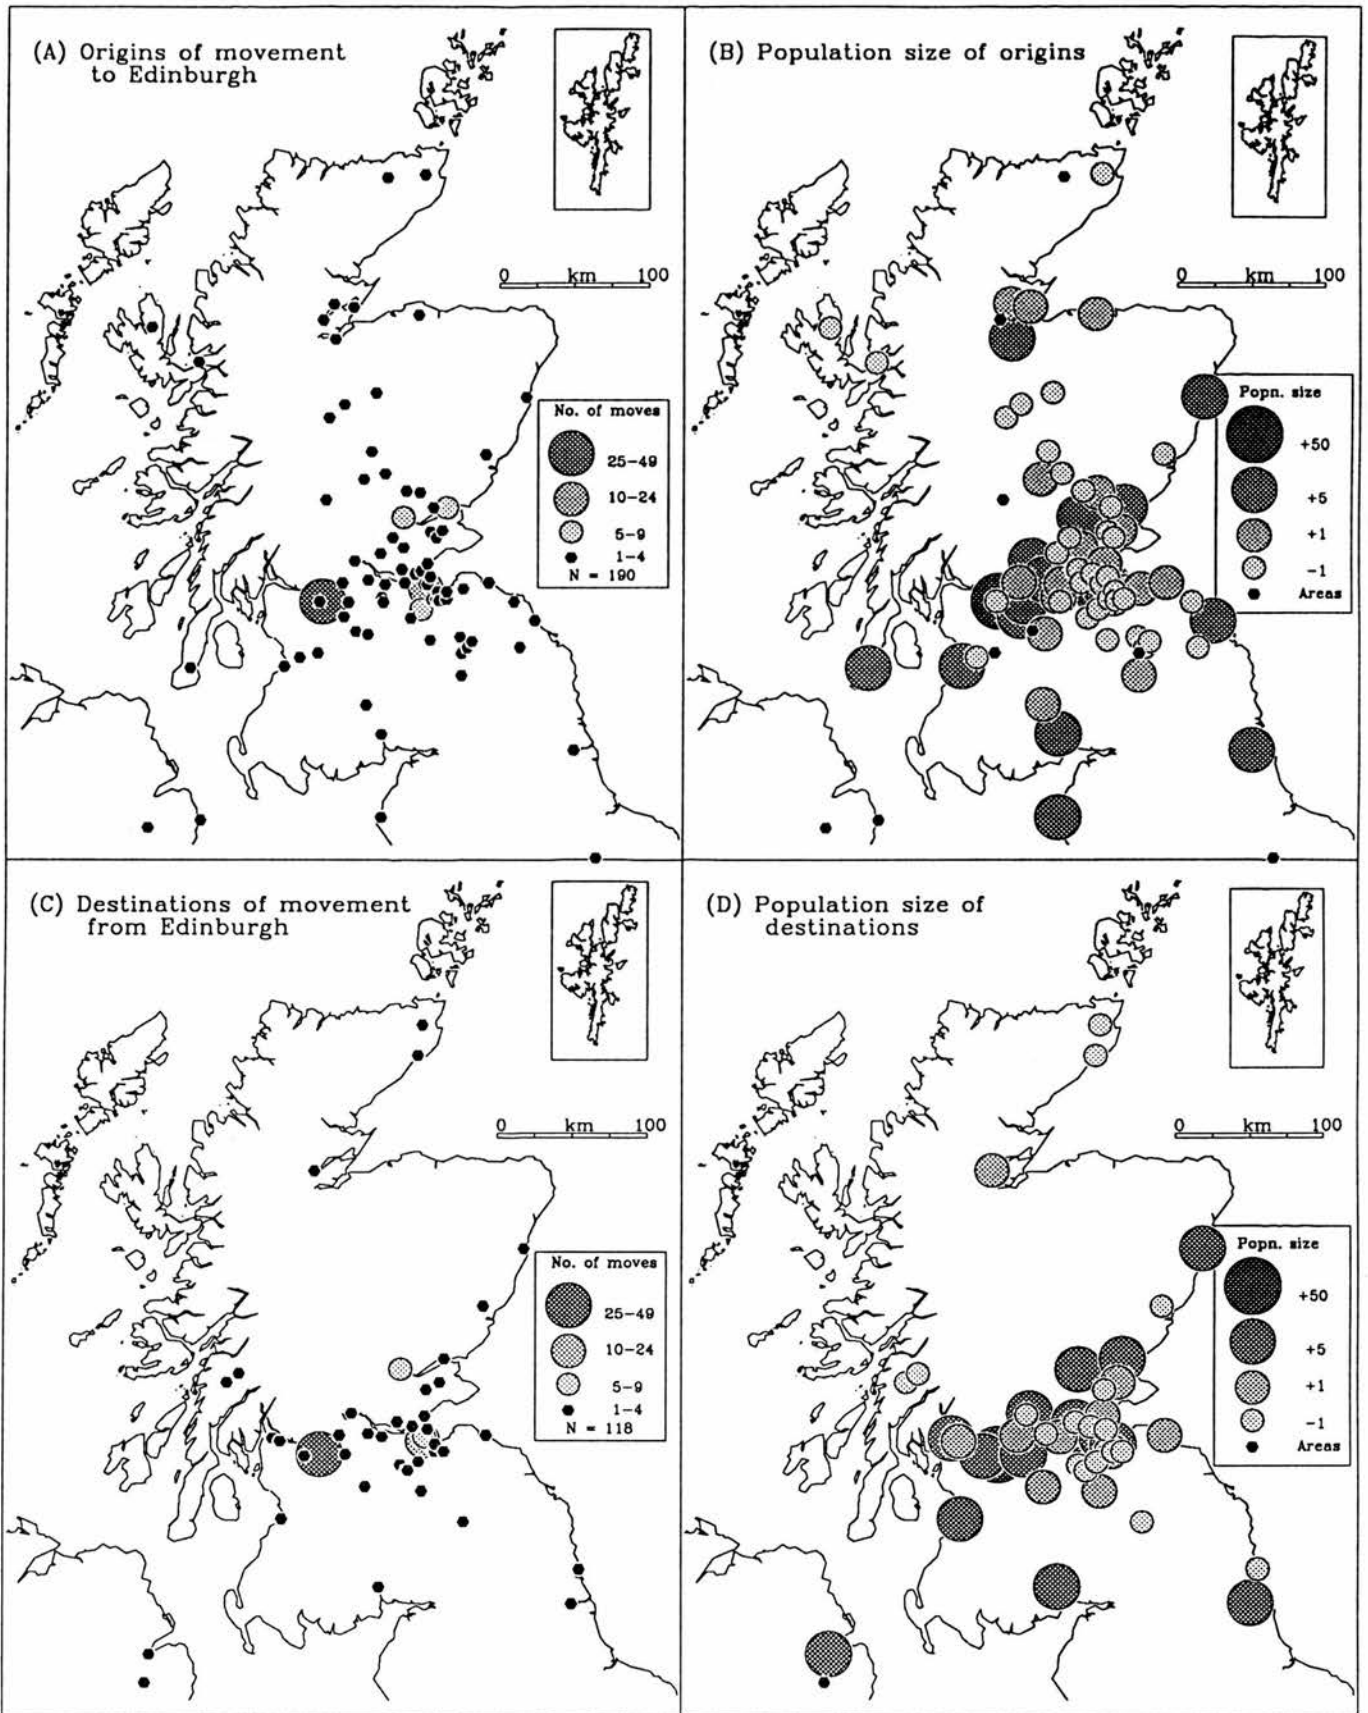 (A) Origins of movement
to Edinburgh
0 km 100
No. of moves
25-49
10-24
5-9
1-4
N = 190
(B) Population size of origins
0 km 100
Popn. size
+50
+5
+1
-1
Areas
(C) Destinations of movement
from Edinburgh
0 km 100
No. of moves
25-49
10-24
5-9
1-4
N = 118
(D) Population size of
destinations
0 km 100
Popn. size
+50
+5
+1
-1
Areas